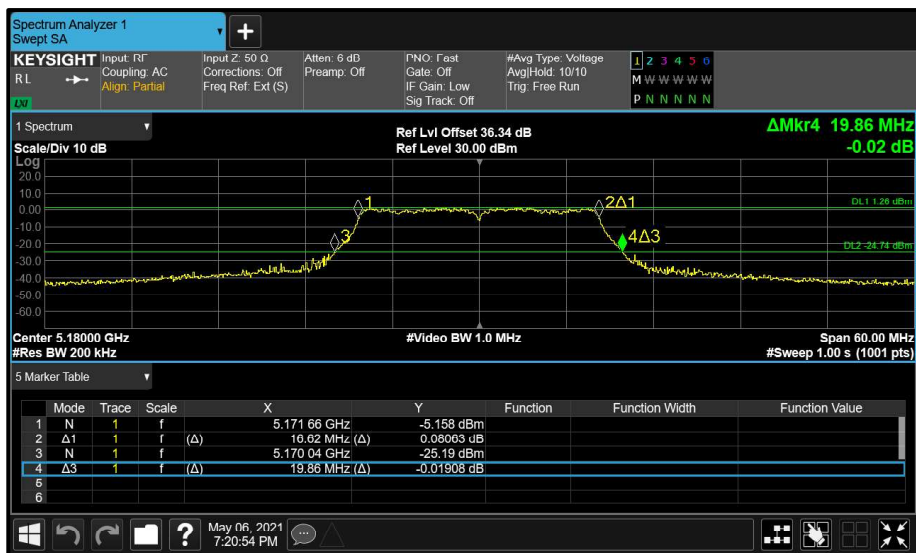 Spectrum Analyzer 1
Swept SA
+
KEYSIGHT Input: RF Input Z: 50 Ω Atten: 6 dB PNO: Fast #Avg Type: Voltage 1 2 3 4 5 6
RL Coupling: AC Corrections: Off Preamp: Off Gate: Off Avg|Hold: 10/10 M W W W W W
Align: Partial Freq Ref: Ext (S) IF Gain: Low Trig: Free Run
LXI Sig Track: Off P N N N N N
1 Spectrum Ref Lvl Offset 36.34 dB ΔMkr4 19.86 MHz
Scale/Div 10 dB Ref Level 30.00 dBm -0.02 dB
Log
20.0
10.0
0.00 1 2Δ1 DL1 1.26 dBm
-10.0
-20.0 3 4Δ3 DL2 -24.74 dBm
-30.0
-40.0
-50.0
-60.0
Center 5.18000 GHz #Video BW 1.0 MHz Span 60.00 MHz
#Res BW 200 kHz #Sweep 1.00 s (1001 pts)
5 Marker Table
Mode Trace Scale X Y Function Function Width Function Value
1 N 1 f 5.171 66 GHz -5.158 dBm
2 Δ1 1 f (Δ) 16.62 MHz (Δ) 0.08063 dB
3 N 1 f 5.170 04 GHz -25.19 dBm
4 Δ3 1 f (Δ) 19.86 MHz (Δ) -0.01908 dB
5
6
? May 06, 2021
7:20:54 PM